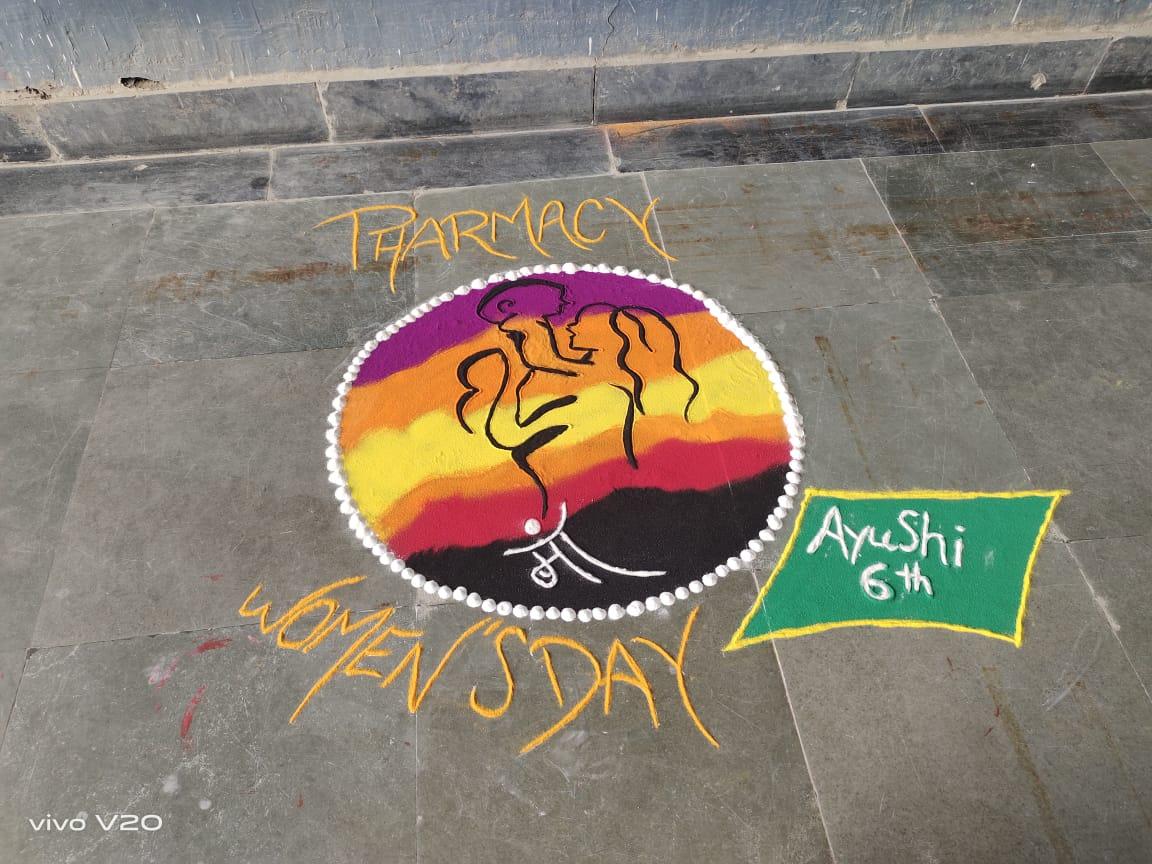 PHARMACY
माँ
AyuShi
6th
WOMEN'S DAY
vivo V20